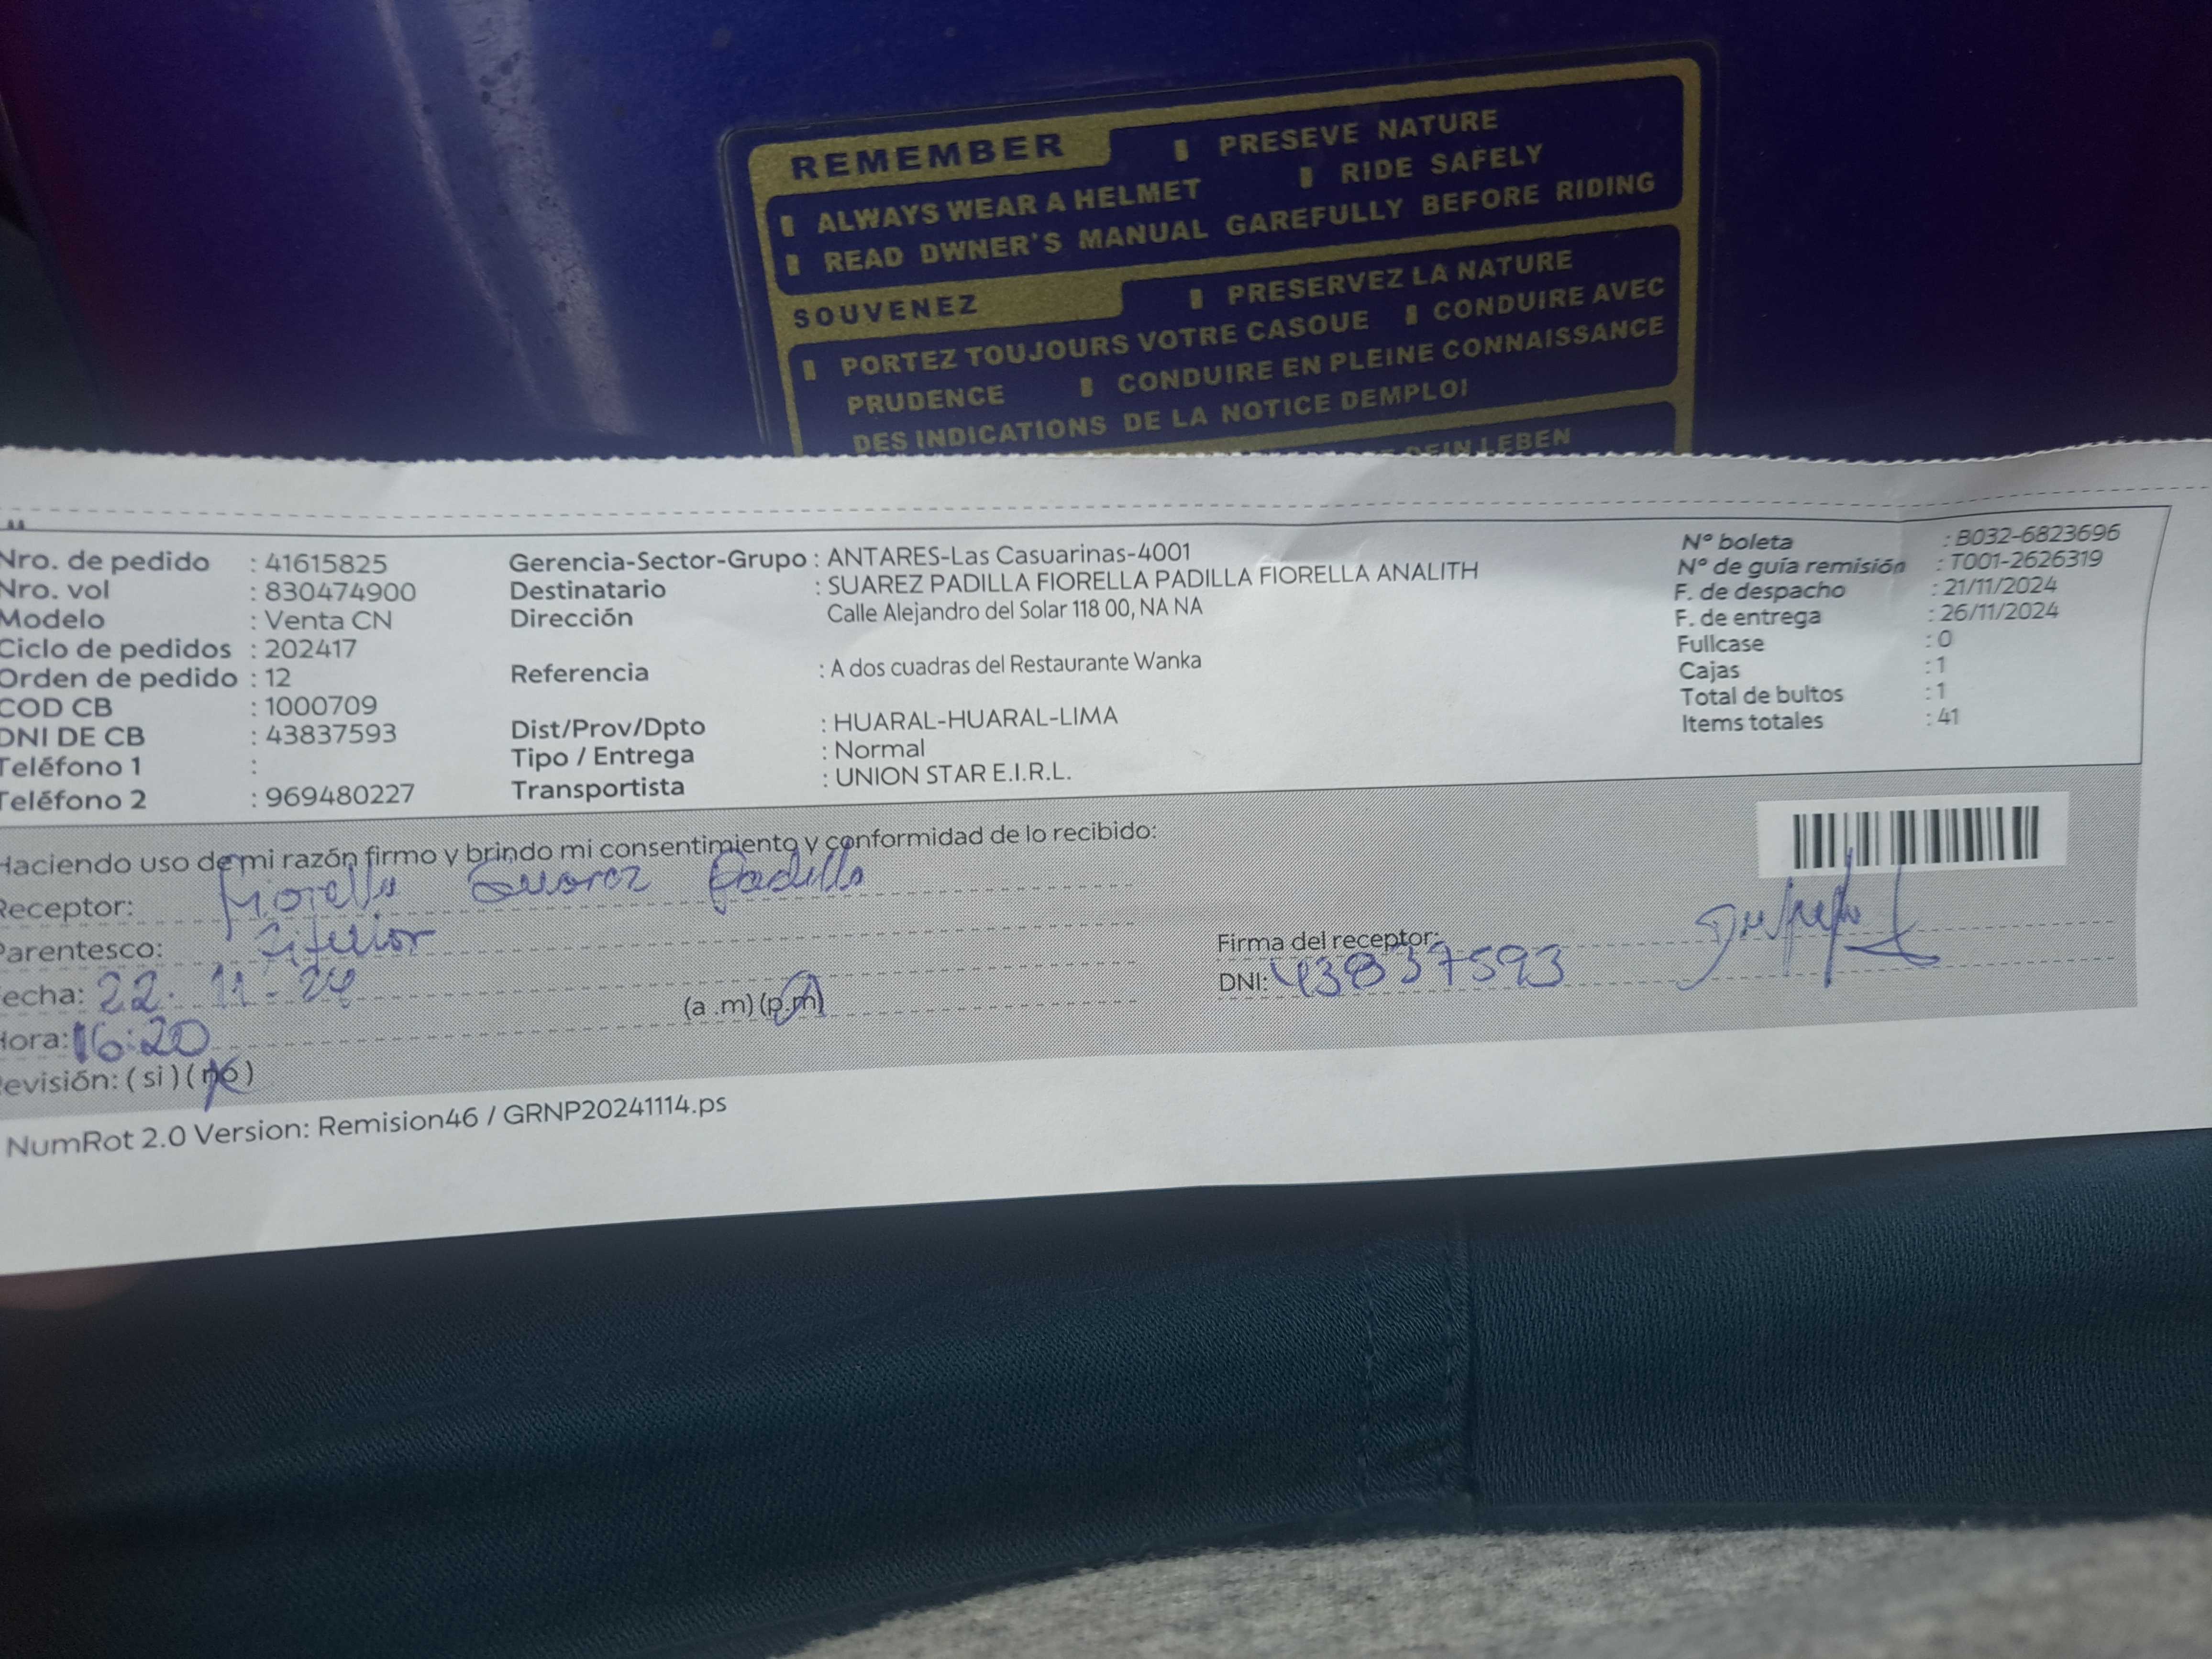 REMEMBER
PRESEVE NATURE
ALWAYS WEAR A HELMET
RIDE SAFELY
READ DWNER'S MANUAL GAREFULLY BEFORE RIDING
SOUVENEZ
PRESERVEZ LA NATURE
PORTEZ TOUJOURS VOTRE CASOUE
CONDUIRE AVEC
PRUDENCE
CONDUIRE EN PLEINE CONNAISSANCE
DES INDICATIONS DE LA NOTICE DEMPLOI
DEIN LEBEN
Nro. de pedido : 41615825
Nro. vol : 830474900
Modelo : Venta CN
Ciclo de pedidos : 202417
Orden de pedido : 12
COD CB : 1000709
DNI DE CB : 43837593
Teléfono 1 :
Teléfono 2 : 969480227
Gerencia-Sector-Grupo : ANTARES-Las Casuarinas-4001
Destinatario : SUAREZ PADILLA FIORELLA PADILLA FIORELLA ANALITH
Dirección Calle Alejandro del Solar 118 00, NA NA
Referencia : A dos cuadras del Restaurante Wanka
Dist/Prov/Dpto : HUARAL-HUARAL-LIMA
Tipo / Entrega : Normal
Transportista : UNION STAR E.I.R.L.
N° boleta : B032-6823696
N° de guía remisión : T001-2626319
F. de despacho : 21/11/2024
F. de entrega : 26/11/2024
Fullcase : 0
Cajas : 1
Total de bultos : 1
Items totales : 41
Haciendo uso de mi razón firmo y brindo mi consentimiento y conformidad de lo recibido:
Receptor: Fiorella Suarez Padilla
Parentesco:
Fecha: 22. 11 - 24
Hora: 16:20 (a .m) (p.m)
Revisión: ( si ) ( no )
Firma del receptor:
DNI: 43837593
NumRot 2.0 Version: Remision46 / GRNP20241114.ps